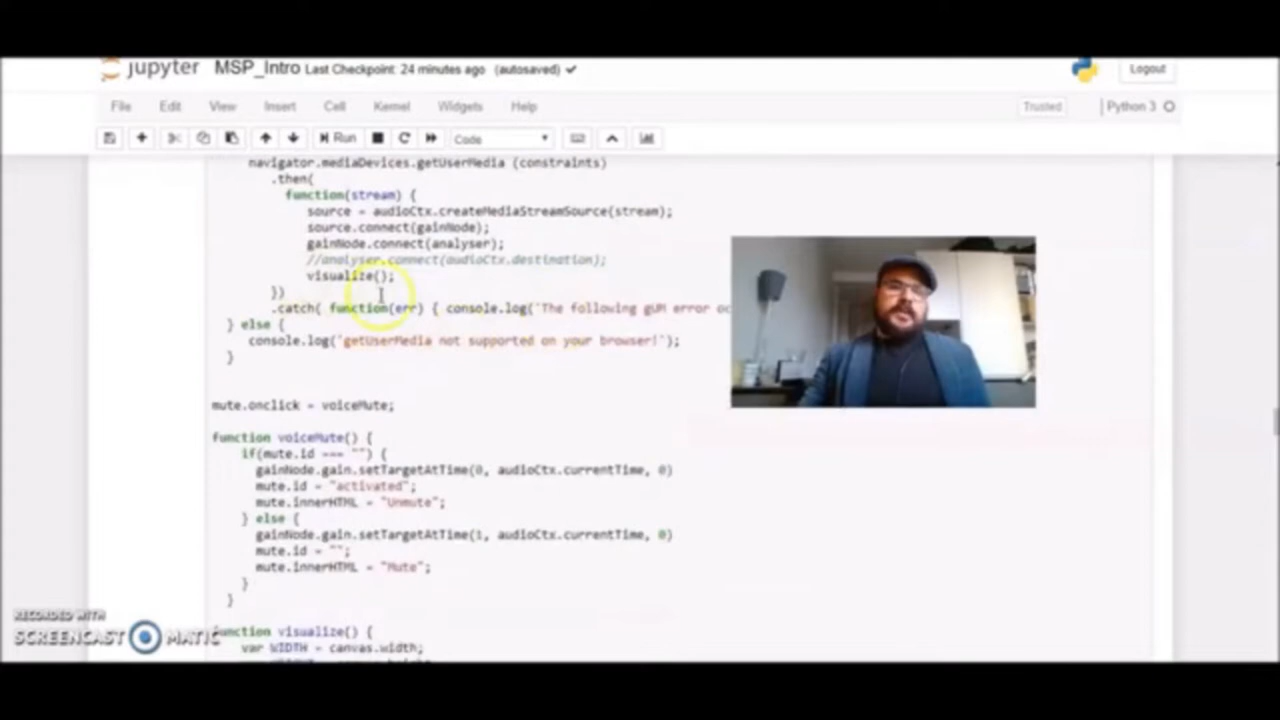 jupyter MSP_Intro Last Checkpoint: 24 minutes ago (autosaved) Logout
File Edit View Insert Cell Kernel Widgets Help Trusted Python 3
Run Code
navigator.mediaDevices.getUserMedia (constraints)
.then(
function(stream) {
source = audioCtx.createMediaStreamSource(stream);
source.connect(gainNode);
gainNode.connect(analyser);
//analyser.connect(audioCtx.destination);
visualize();
})
.catch( function(err) { console.log('The following gUM error oc
} else {
console.log('getUserMedia not supported on your browser!');
}
mute.onclick = voiceMute;
function voiceMute() {
if(mute.id === "") {
gainNode.gain.setTargetAtTime(0, audioCtx.currentTime, 0)
mute.id = "activated";
mute.innerHTML = "Unmute";
} else {
gainNode.gain.setTargetAtTime(1, audioCtx.currentTime, 0)
mute.id = "";
mute.innerHTML = "Mute";
}
}
RECORDED WITH
SCREENCAST MATIC
function visualize() {
var WIDTH = canvas.width;